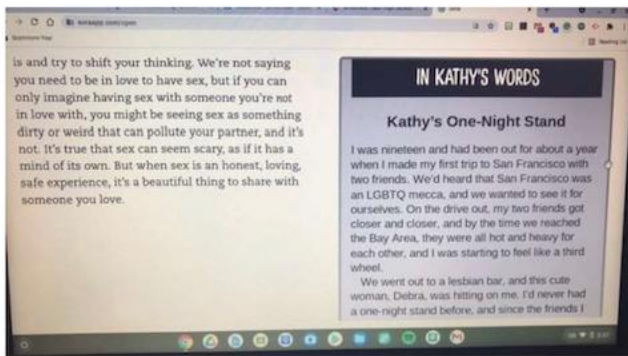 is and try to shift your thinking. We're not saying
you need to be in love to have sex, but if you can
only imagine having sex with someone you're not
in love with, you might be seeing sex as something
dirty or weird that can pollute your partner, and it's
not. It's true that sex can seem scary, as if it has a
mind of its own. But when sex is an honest, loving,
safe experience, it's a beautiful thing to share with
someone you love.
IN KATHY'S WORDS
Kathy's One-Night Stand
I was nineteen and had been out for about a year
when I made my first trip to San Francisco with
two friends. We'd heard that San Francisco was
an LGBTQ mecca, and we wanted to see it for
ourselves. On the drive out, my two friends got
closer and closer, and by the time we reached
the Bay Area, they were all hot and heavy for
each other, and I was starting to feel like a third
wheel.
We went out to a lesbian bar, and this cute
woman, Debra, was hitting on me. I'd never had
a one-night stand before, and since the friends I